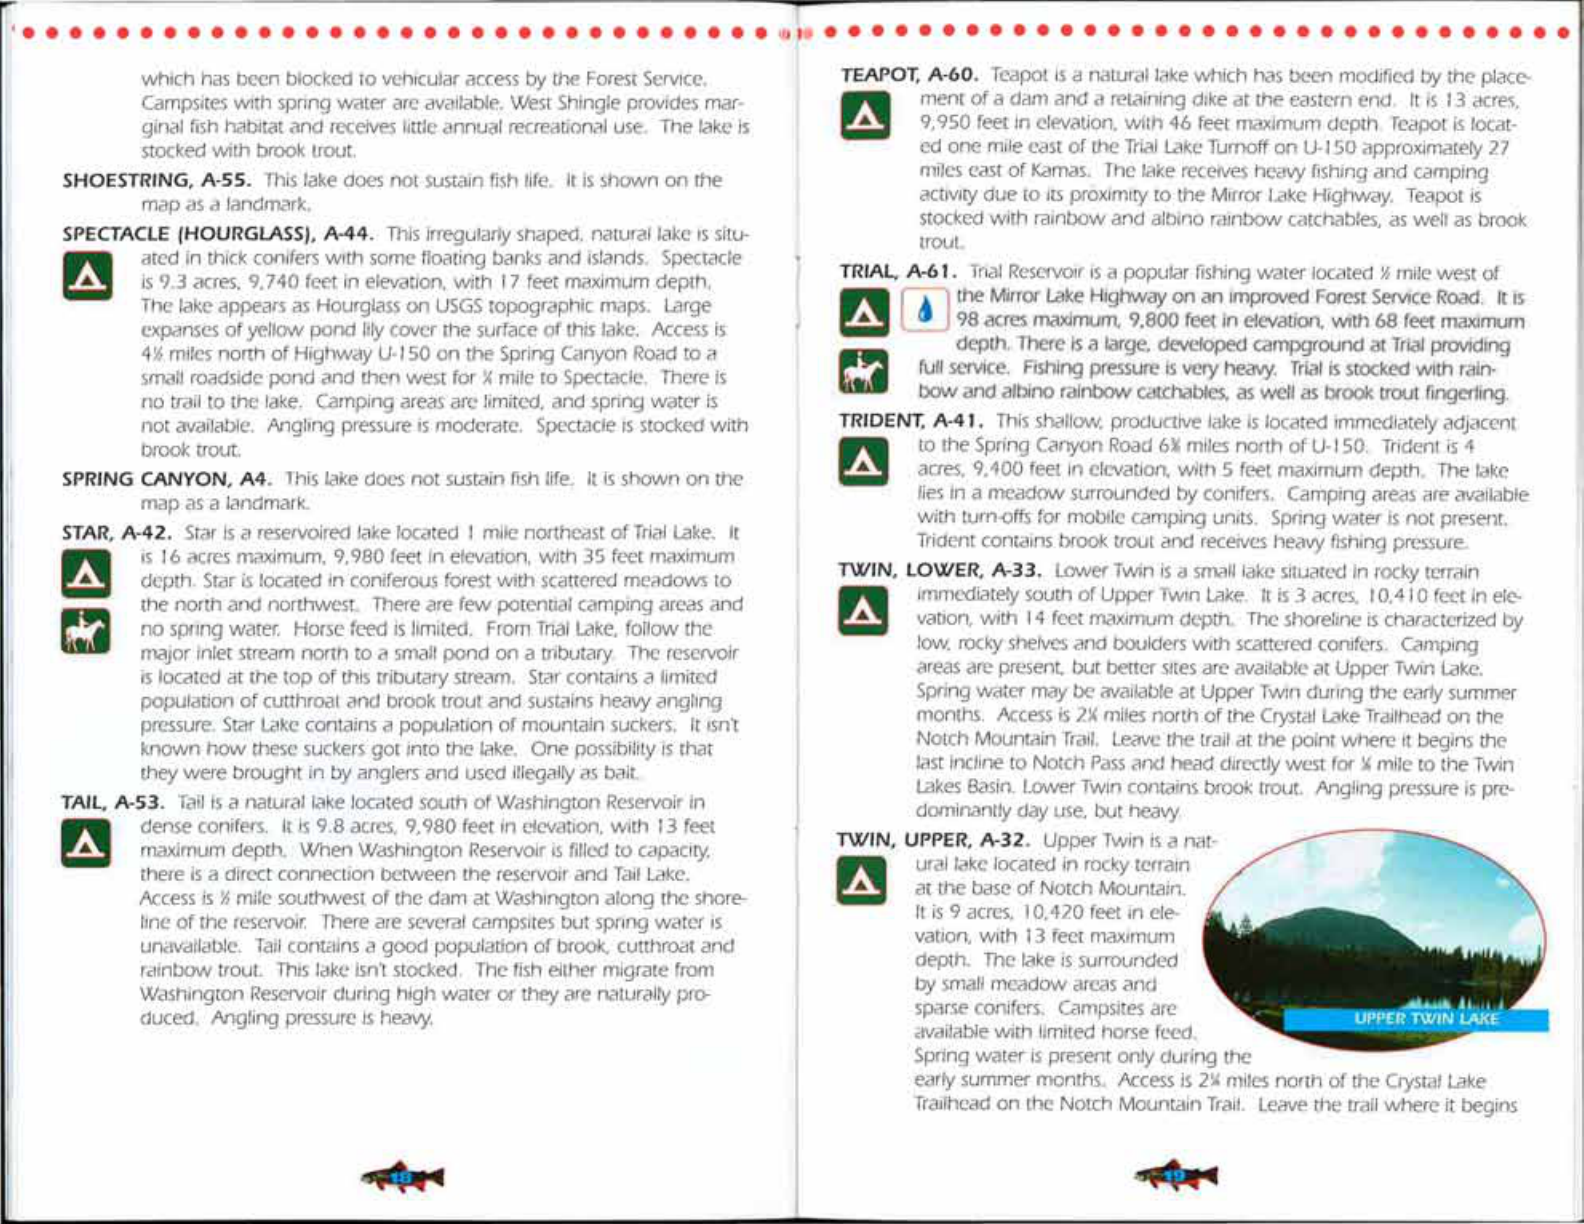 which has been blocked to vehicular access by the Forest Service.
Campsites with spring water are available. West Shingle provides mar-
ginal fish habitat and receives little annual recreational use. The lake is
stocked with brook trout.
SHOESTRING, A-55. This lake does not sustain fish life. It is shown on the
map as a landmark.
SPECTACLE (HOURGLASS), A-44. This irregularly shaped, natural lake is situ-
ated in thick conifers with some floating banks and islands. Spectacle
is 9.3 acres, 9,740 feet in elevation, with 17 feet maximum depth.
The lake appears as Hourglass on USGS topographic maps. Large
expanses of yellow pond lily cover the surface of this lake. Access is
4½ miles north of Highway U-150 on the Spring Canyon Road to a
small roadside pond and then west for ¼ mile to Spectacle. There is
no trail to the lake. Camping areas are limited, and spring water is
not available. Angling pressure is moderate. Spectacle is stocked with
brook trout.
SPRING CANYON, A4. This lake does not sustain fish life. It is shown on the
map as a landmark.
STAR, A-42. Star is a reservoired lake located 1 mile northeast of Trial Lake. It
is 16 acres maximum, 9,980 feet in elevation, with 35 feet maximum
depth. Star is located in coniferous forest with scattered meadows to
the north and northwest. There are few potential camping areas and
no spring water. Horse feed is limited. From Trial Lake, follow the
major inlet stream north to a small pond on a tributary. The reservoir
is located at the top of this tributary stream. Star contains a limited
population of cutthroat and brook trout and sustains heavy angling
pressure. Star Lake contains a population of mountain suckers. It isn't
known how these suckers got into the lake. One possibility is that
they were brought in by anglers and used illegally as bait.
TAIL, A-53. Tail is a natural lake located south of Washington Reservoir in
dense conifers. It is 9.8 acres, 9,980 feet in elevation, with 13 feet
maximum depth. When Washington Reservoir is filled to capacity,
there is a direct connection between the reservoir and Tail Lake.
Access is ½ mile southwest of the dam at Washington along the shore-
line of the reservoir. There are several campsites but spring water is
unavailable. Tail contains a good population of brook, cutthroat and
rainbow trout. This lake isn't stocked. The fish either migrate from
Washington Reservoir during high water or they are naturally pro-
duced. Angling pressure is heavy.
18
TEAPOT, A-60. Teapot is a natural lake which has been modified by the place-
ment of a dam and a retaining dike at the eastern end. It is 13 acres,
9,950 feet in elevation, with 46 feet maximum depth. Teapot is locat-
ed one mile east of the Trial Lake Turnoff on U-150 approximately 27
miles east of Kamas. The lake receives heavy fishing and camping
activity due to its proximity to the Mirror Lake Highway. Teapot is
stocked with rainbow and albino rainbow catchables, as well as brook
trout.
TRIAL, A-61. Trial Reservoir is a popular fishing water located ½ mile west of
the Mirror Lake Highway on an improved Forest Service Road. It is
98 acres maximum, 9,800 feet in elevation, with 68 feet maximum
depth. There is a large, developed campground at Trial providing
full service. Fishing pressure is very heavy. Trial is stocked with rain-
bow and albino rainbow catchables, as well as brook trout fingerling.
TRIDENT, A-41. This shallow, productive lake is located immediately adjacent
to the Spring Canyon Road miles north of U-150. Trident is 4
acres, 9,400 feet in elevation, with 5 feet maximum depth. The lake
lies in a meadow surrounded by conifers. Camping areas are available
with turn-offs for mobile camping units. Spring water is not present.
Trident contains brook trout and receives heavy fishing pressure.
TWIN, LOWER, A-33. Lower Twin is a small lake situated in rocky terrain
immediately south of Upper Twin Lake. It is 3 acres, 10,410 feet in ele-
vation, with 14 feet maximum depth. The shoreline is characterized by
low, rocky shelves and boulders with scattered conifers. Camping
areas are present, but better sites are available at Upper Twin Lake.
Spring water may be available at Upper Twin during the early summer
months. Access is miles north of the Crystal Lake Trailhead on the
Notch Mountain Trail. Leave the trail at the point where it begins the
last incline to Notch Pass and head directly west for mile to the Twin
Lakes Basin. Lower Twin contains brook trout. Angling pressure is pre-
dominantly day use, but heavy.
TWIN, UPPER, A-32. Upper Twin is a nat-
ural lake located in rocky terrain
at the base of Notch Mountain.
It is 9 acres, 10,420 feet in ele-
vation, with 13 feet maximum
depth. The lake is surrounded
by small meadow areas and
sparse conifers. Campsites are
available with limited horse feed.
Spring water is present only during the
early summer months. Access is miles north of the Crystal Lake
Trailhead on the Notch Mountain Trail. Leave the trail where it begins
UPPER TWIN LAKE
19